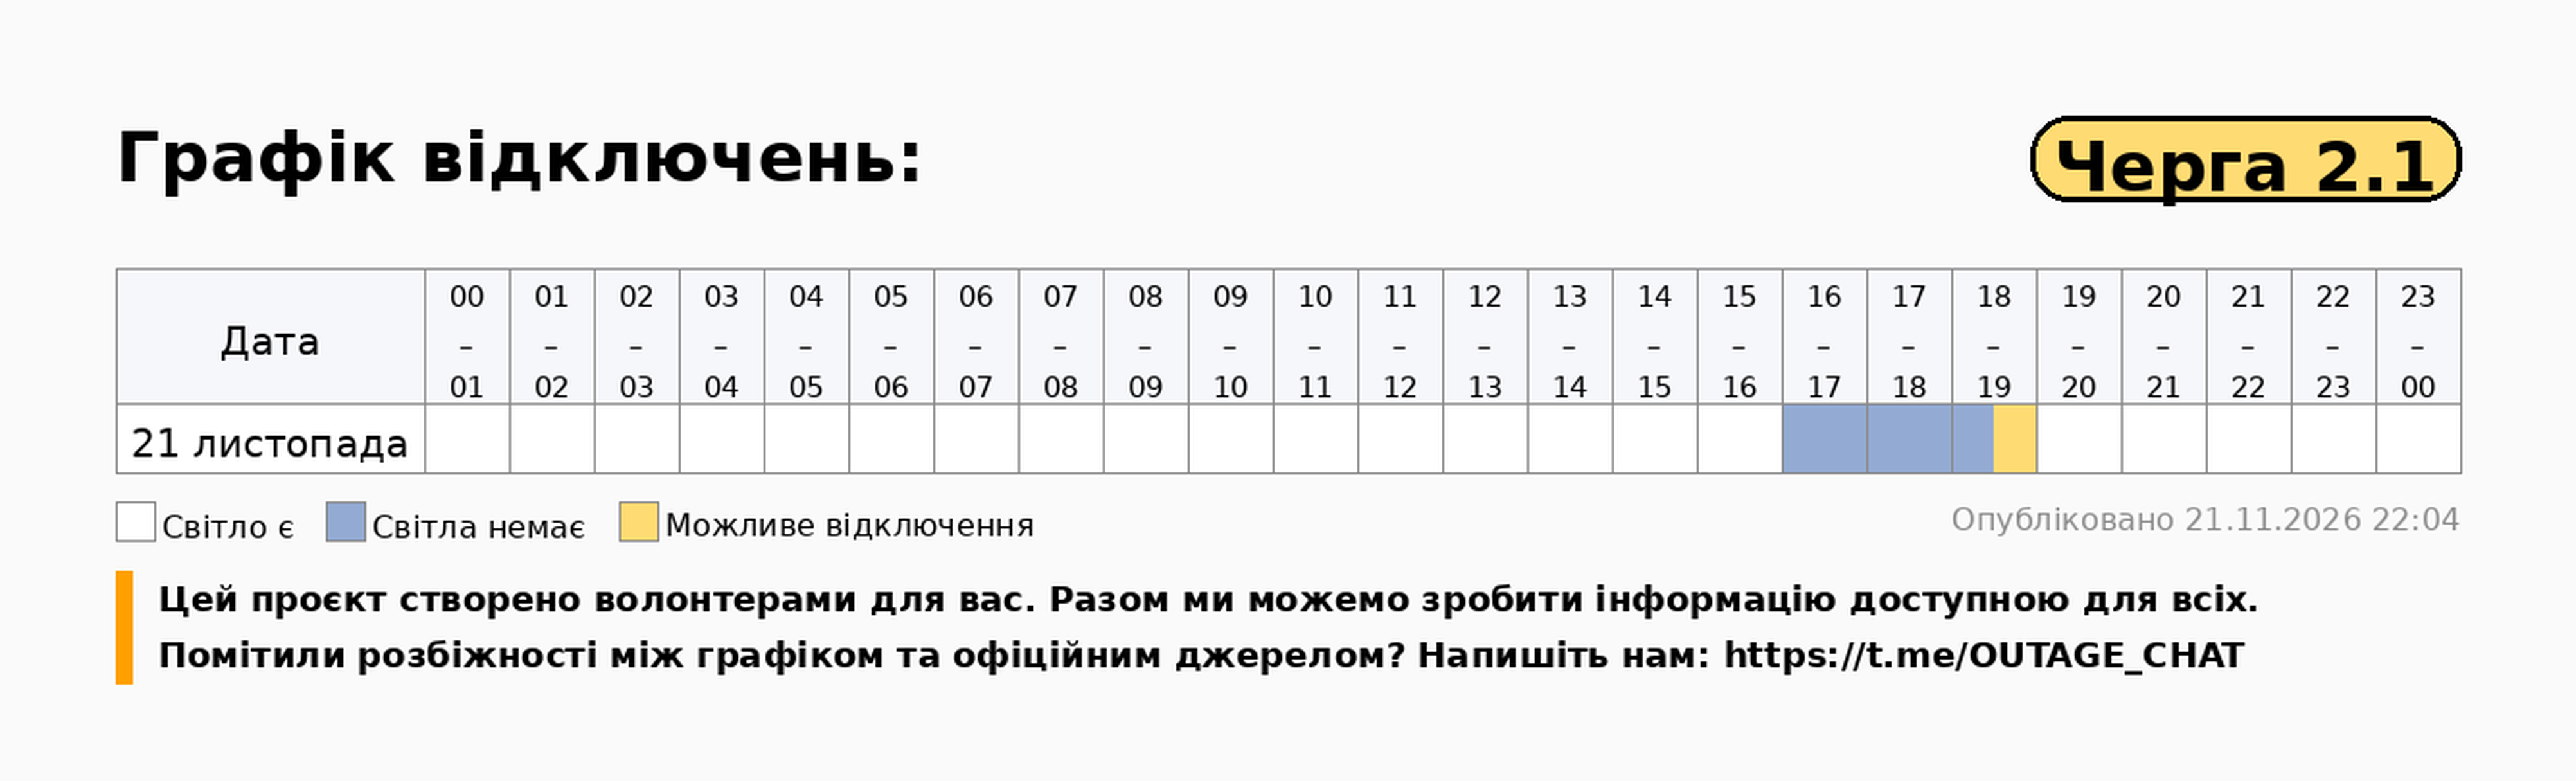 Графік відключень:
Черга 2.1
Дата 00 – 01 01 – 02 02 – 03 03 – 04 04 – 05 05 – 06 06 – 07 07 – 08 08 – 09 09 – 10 10 – 11 11 – 12 12 – 13 13 – 14 14 – 15 15 – 16 16 – 17 17 – 18 18 – 19 19 – 20 20 – 21 21 – 22 22 – 23 23 – 00
21 листопада
Світло є Світла немає Можливе відключення
Опубліковано 21.11.2026 22:04
Цей проєкт створено волонтерами для вас. Разом ми можемо зробити інформацію доступною для всіх.
Помітили розбіжності між графіком та офіційним джерелом? Напишіть нам: https://t.me/OUTAGE_CHAT